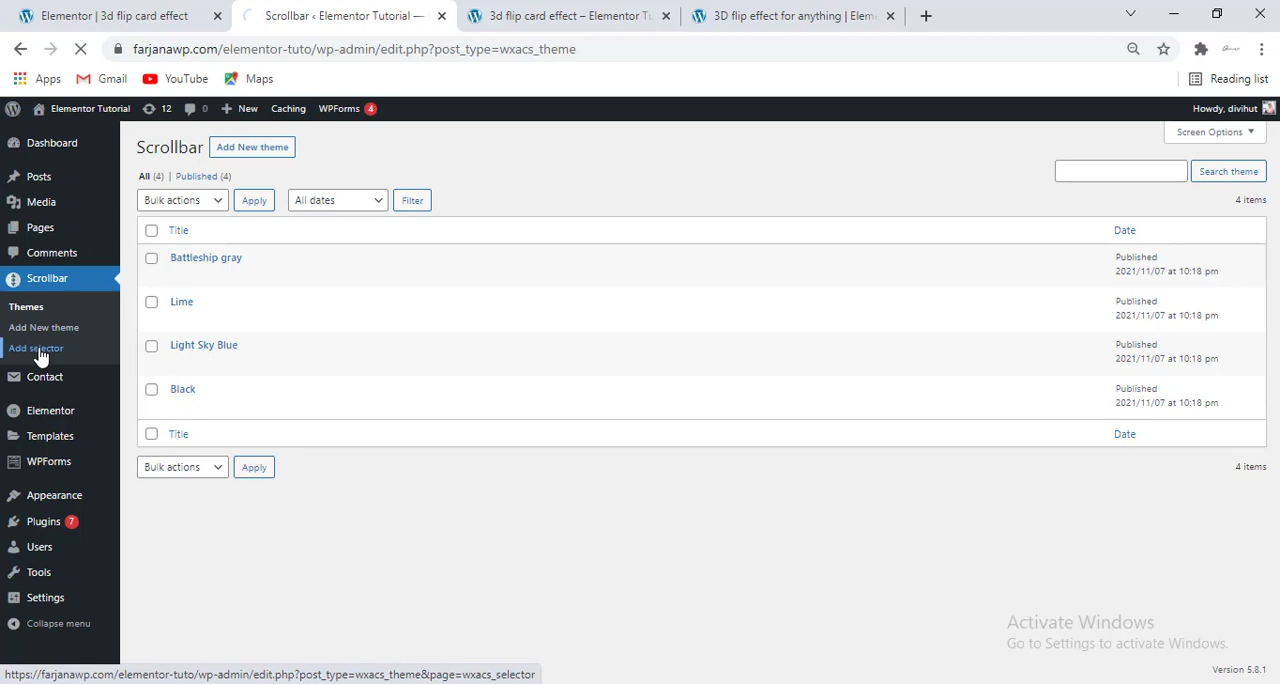 Elementor | 3d flip card effect
Scrollbar ‹ Elementor Tutorial —
3d flip card effect – Elementor Tu
3D flip effect for anything | Elem
farjanawp.com/elementor-tuto/wp-admin/edit.php?post_type=wxacs_theme
Apps
Gmail
YouTube
Maps
Reading list
Elementor Tutorial
12
0
New
Caching
WPForms 4
Howdy, divihut
Dashboard
Posts
Media
Pages
Comments
Scrollbar
Themes
Add New theme
Add selector
Contact
Elementor
Templates
WPForms
Appearance
Plugins 7
Users
Tools
Settings
Collapse menu
Scrollbar
Add New theme
Screen Options
All (4) | Published (4)
Search theme
Bulk actions
Apply
All dates
Filter
4 items
Title
Date
Battleship gray
Published
2021/11/07 at 10:18 pm
Lime
Published
2021/11/07 at 10:18 pm
Light Sky Blue
Published
2021/11/07 at 10:18 pm
Black
Published
2021/11/07 at 10:18 pm
Title
Date
Bulk actions
Apply
4 items
Activate Windows
Go to Settings to activate Windows.
https://farjanawp.com/elementor-tuto/wp-admin/edit.php?post_type=wxacs_theme&page=wxacs_selector
Version 5.8.1